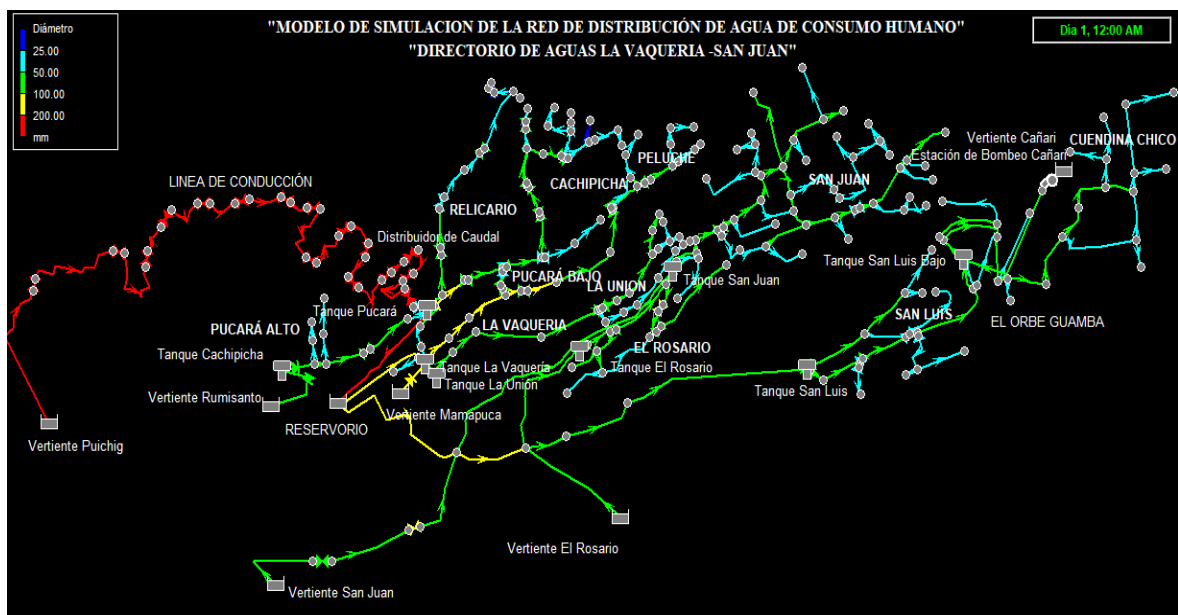 "MODELO DE SIMULACION DE LA RED DE DISTRIBUCIÓN DE AGUA DE CONSUMO HUMANO"
"DIRECTORIO DE AGUAS LA VAQUERIA -SAN JUAN"
Día 1, 12:00 AM
Diámetro
25.00
50.00
100.00
200.00
mm
Vertiente Cañari
CUENDINA CHICO
Estación de Bombeo Cañari
PELUCHE
CACHIPICHA
SAN JUAN
LINEA DE CONDUCCIÓN
RELICARIO
Distribuidor de Caudal
Tanque San Luis Bajo
PUCARÁ BAJO
Tanque San Juan
LA UNION
Tanque Pucará
SAN LUIS
EL ORBE GUAMBA
PUCARÁ ALTO
LA VAQUERIA
EL ROSARIO
Tanque Cachipicha
Tanque La Vaquería
Tanque El Rosario
Tanque La Unión
Tanque San Luis
Vertiente Rumisanto
Vertiente Mamapuca
RESERVORIO
Vertiente Puichig
Vertiente El Rosario
Vertiente San Juan